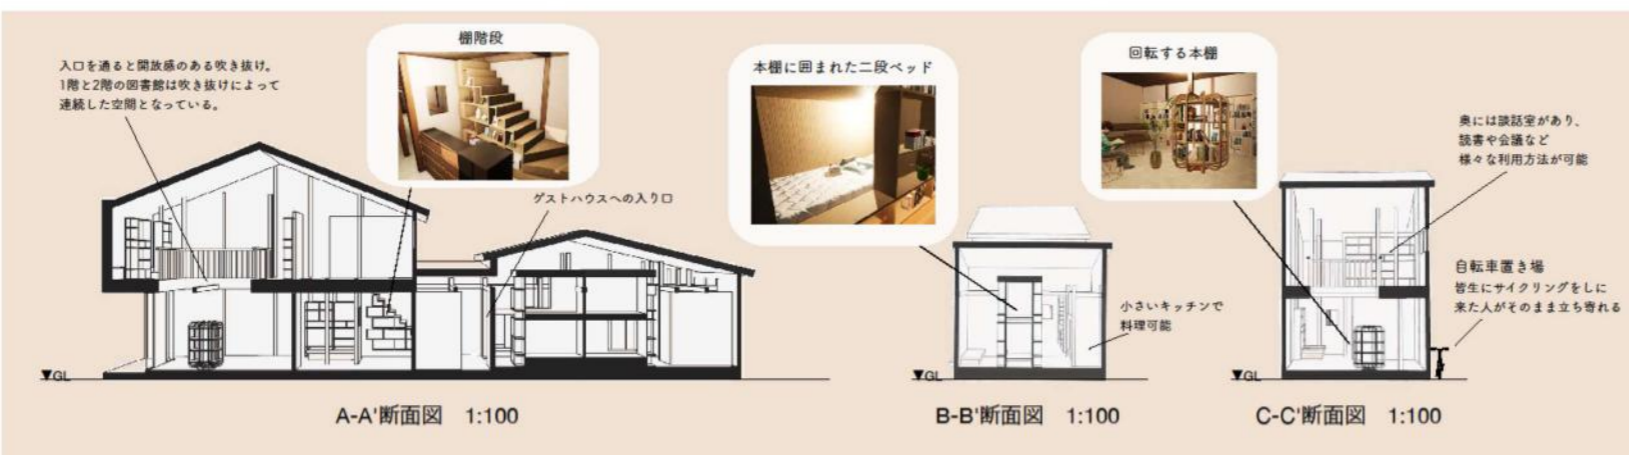 入口を通ると開放感のある吹き抜け。
1階と2階の図書館は吹き抜けによって
連続した空間となっている。
棚階段
ゲストハウスへの入り口
▼GL
A-A'断面図 1:100
本棚に囲まれた二段ベッド
小さいキッチンで
料理可能
▼GL
B-B'断面図 1:100
回転する本棚
奥には談話室があり、
読書や会議など
様々な利用方法が可能
自転車置き場
皆生にサイクリングをしに
来た人がそのまま立ち寄れる
▼GL
C-C'断面図 1:100